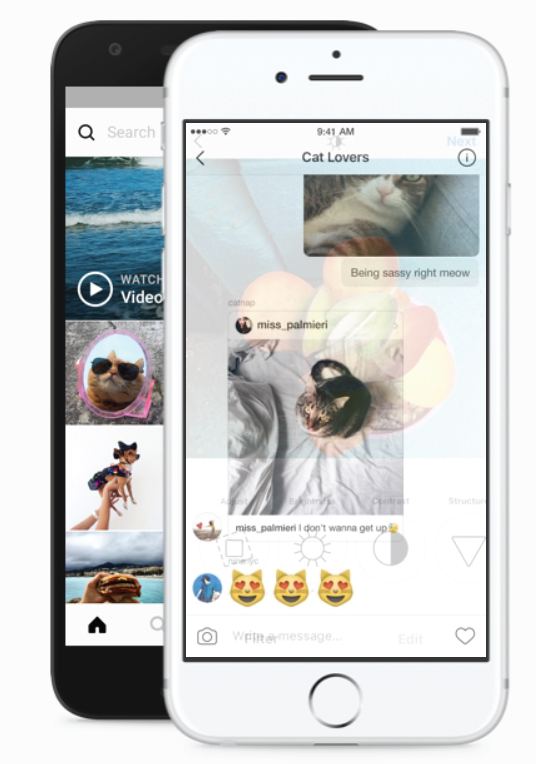 Search
WATCH
Video
9:41 AM
Next
Cat Lovers
Being sassy right meow
catnap
miss_palmieri
Adjust
Brightness
Contrast
Structure
miss_palmieri I don't wanna get up
Write a message...
Filter
Edit